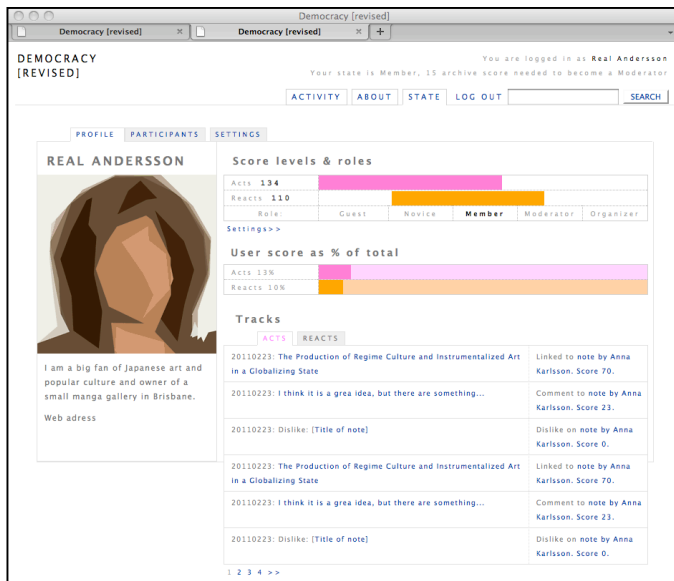 Democracy [revised]
Democracy [revised]
Democracy [revised]
+
DEMOCRACY
[REVISED]
You are logged in as Real Andersson
Your state is Member, 15 archive score needed to become a Moderator
ACTIVITY ABOUT STATE LOG OUT SEARCH
PROFILE PARTICIPANTS SETTINGS
REAL ANDERSSON
I am a big fan of Japanese art and
popular culture and owner of a
small manga gallery in Brisbane.
Web adress
Score levels & roles
Acts 134
Reacts 110
Role: Guest Novice Member Moderator Organizer
Settings>>
User score as % of total
Acts 13%
Reacts 10%
Tracks
ACTS REACTS
20110223: The Production of Regime Culture and Instrumentalized Art
in a Globalizing State
Linked to note by Anna
Karlsson. Score 70.
20110223: I think it is a grea idea, but there are something...
Comment to note by Anna
Karlsson. Score 23.
20110223: Dislike: [Title of note]
Dislike on note by Anna
Karlsson. Score 0.
20110223: The Production of Regime Culture and Instrumentalized Art
in a Globalizing State
Linked to note by Anna
Karlsson. Score 70.
20110223: I think it is a grea idea, but there are something...
Comment to note by Anna
Karlsson. Score 23.
20110223: Dislike: [Title of note]
Dislike on note by Anna
Karlsson. Score 0.
1 2 3 4 >>